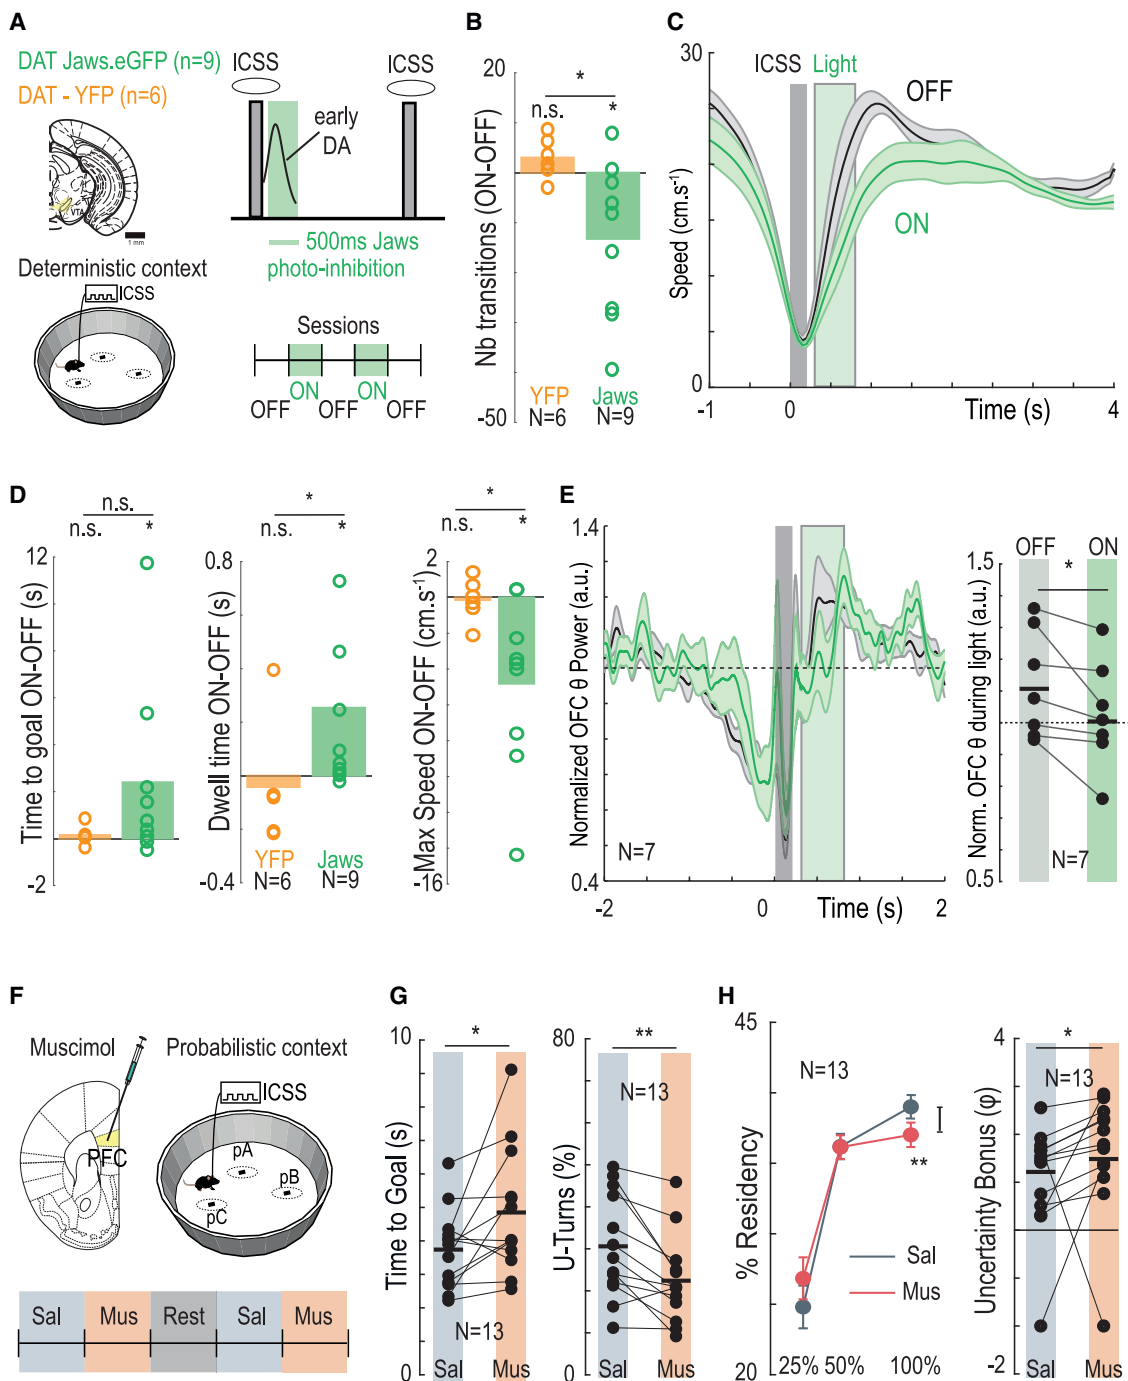 A
DAT Jaws.eGFP (n=9)
DAT - YFP (n=6)
VTA
1 mm
ICSS
ICSS
early
DA
500ms Jaws
photo-inhibition
Deterministic context
ICSS
Sessions
ON
ON
OFF
OFF
OFF
B
Nb transitions (ON-OFF)
20
-50
*
n.s.
*
YFP
N=6
Jaws
N=9
C
Speed (cm.s⁻¹)
30
0
ICSS
Light
OFF
ON
-1
0
Time (s)
4
D
Time to goal ON-OFF (s)
12
-2
n.s.
n.s.
*
Dwell time ON-OFF (s)
0.8
-0.4
*
n.s.
*
YFP
N=6
Jaws
N=9
Max Speed ON-OFF (cm.s⁻¹)
2
-16
*
n.s.
*
E
Normalized OFC θ Power (a.u.)
1.4
0.4
N=7
-2
0
Time (s)
2
Norm. OFC θ during light (a.u.)
1.5
0.5
OFF
ON
*
N=7
F
Muscimol
PFC
Probabilistic context
ICSS
pA
pB
pC
Sal
Mus
Rest
Sal
Mus
G
Time to Goal (s)
10
0
*
N=13
Sal
Mus
U-Turns (%)
80
0
**
N=13
Sal
Mus
H
% Residency
45
20
N=13
**
Sal
Mus
25%
50%
100%
Uncertainty Bonus (φ)
4
-2
*
N=13
Sal
Mus